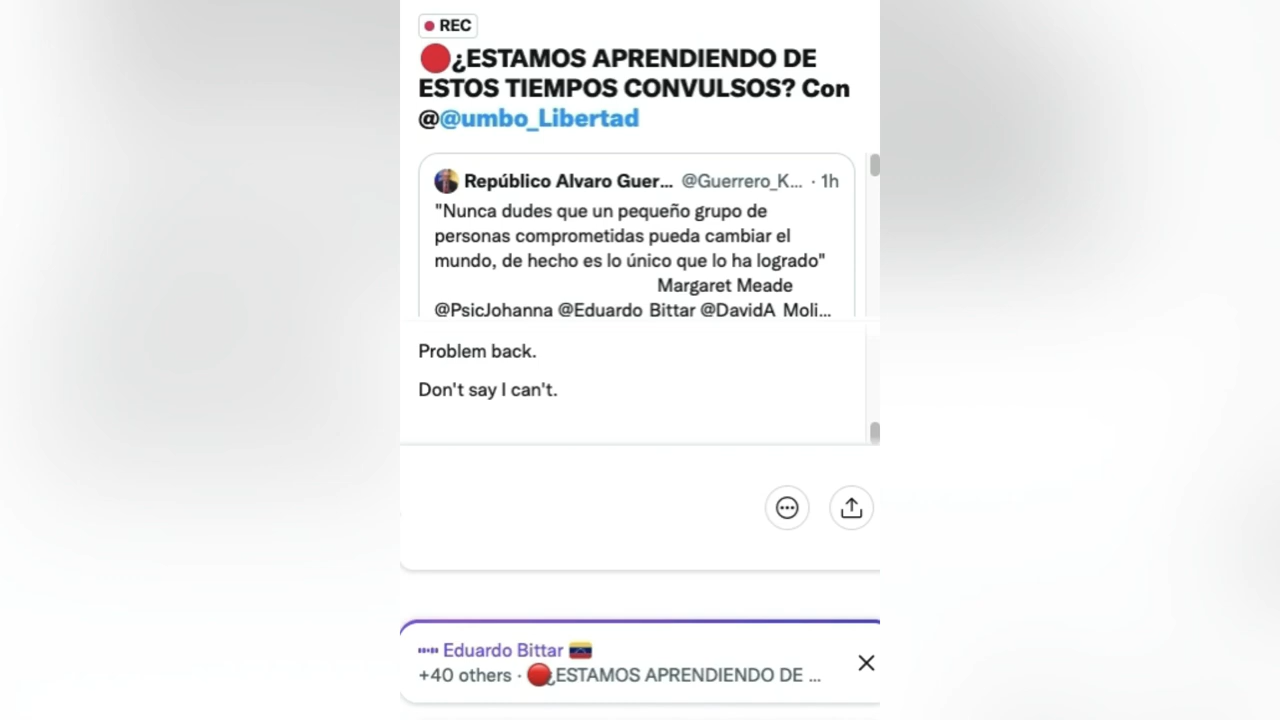 REC
🔴¿ESTAMOS APRENDIENDO DE
ESTOS TIEMPOS CONVULSOS? Con
@@umbo_Libertad
Repúblico Alvaro Guer... @Guerrero_K... · 1h
"Nunca dudes que un pequeño grupo de
personas comprometidas pueda cambiar el
mundo, de hecho es lo único que lo ha logrado"
Margaret Meade
@PsicJohanna @Eduardo_Bittar @DavidA_Moli...
Problem back.
Don't say I can't.
Eduardo Bittar 🇻🇪
+40 others · 🔴¿ESTAMOS APRENDIENDO DE ...